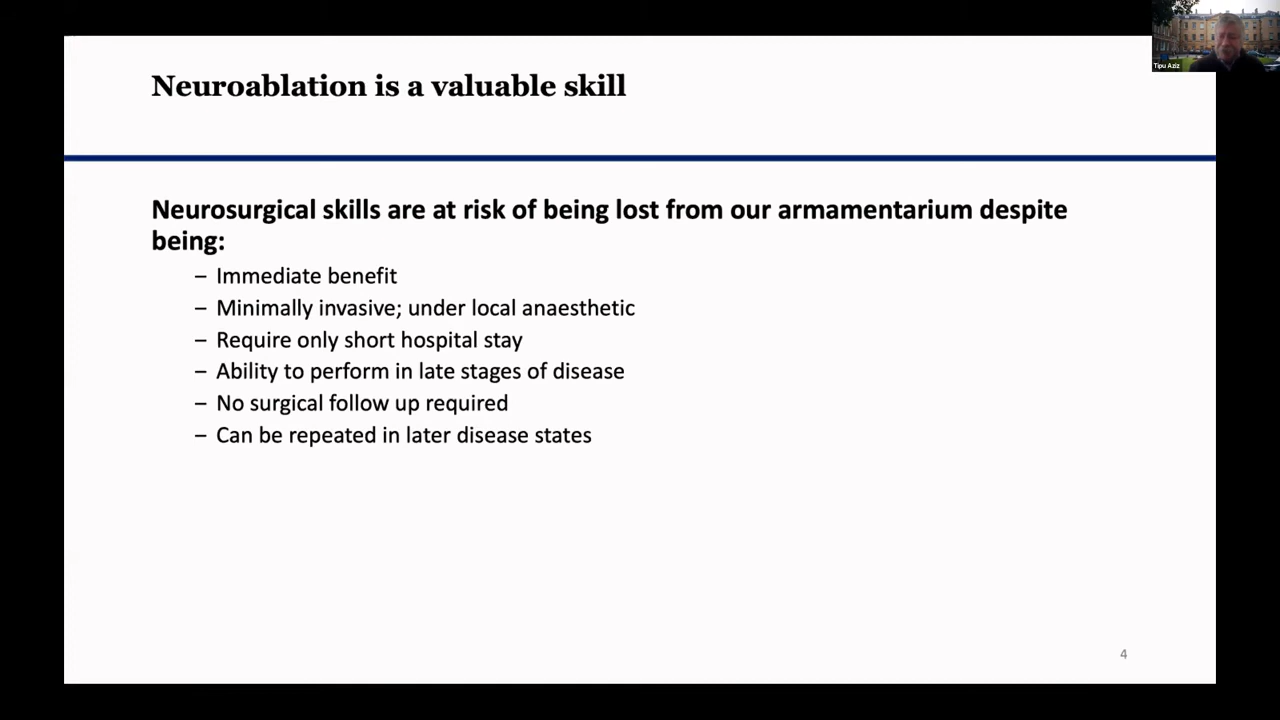 Tipu Aziz
Neuroablation is a valuable skill
Neurosurgical skills are at risk of being lost from our armamentarium despite
being:
– Immediate benefit
– Minimally invasive; under local anaesthetic
– Require only short hospital stay
– Ability to perform in late stages of disease
– No surgical follow up required
– Can be repeated in later disease states
4